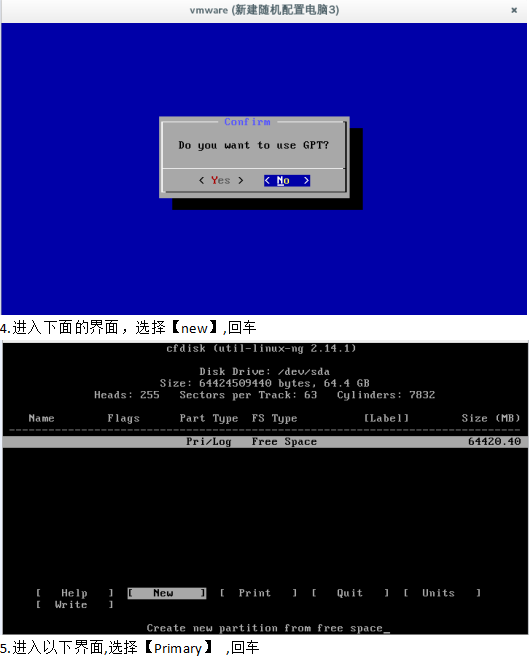 vmware (新建随机配置电脑3)
Confirm
Do you want to use GPT?
< Yes > < No >
4.进入下面的界面，选择【new】,回车
cfdisk (util-linux-ng 2.14.1)
Disk Drive: /dev/sda
Size: 64424509440 bytes, 64.4 GB
Heads: 255 Sectors per Track: 63 Cylinders: 7832
Name Flags Part Type FS Type [Label] Size (MB)
Pri/Log Free Space 64420.40
[ Help ] [ New ] [ Print ] [ Quit ] [ Units ]
[ Write ]
Create new partition from free space_
5.进入以下界面,选择【Primary】 ,回车